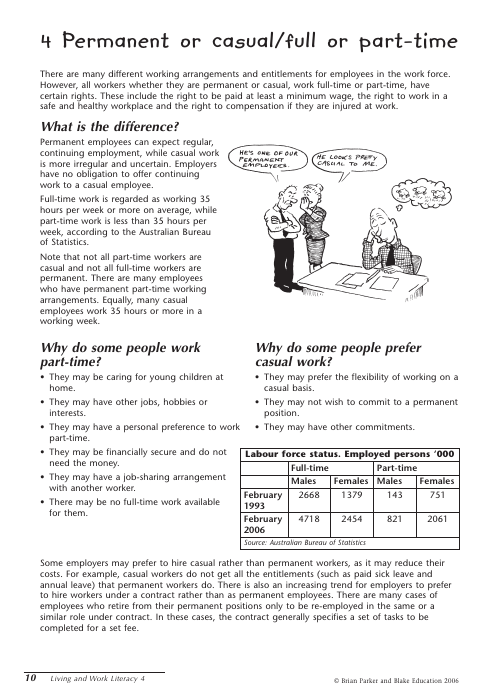 4 Permanent or casual/full or part-time
There are many different working arrangements and entitlements for employees in the work force.
However, all workers whether they are permanent or casual, work full-time or part-time, have
certain rights. These include the right to be paid at least a minimum wage, the right to work in a
safe and healthy workplace and the right to compensation if they are injured at work.
What is the difference?
Permanent employees can expect regular,
continuing employment, while casual work
is more irregular and uncertain. Employers
have no obligation to offer continuing
work to a casual employee.
Full-time work is regarded as working 35
hours per week or more on average, while
part-time work is less than 35 hours per
week, according to the Australian Bureau
of Statistics.
Note that not all part-time workers are
casual and not all full-time workers are
permanent. There are many employees
who have permanent part-time working
arrangements. Equally, many casual
employees work 35 hours or more in a
working week.
HE'S ONE OF OUR
PERMANENT
EMPLOYEES.
HE LOOKS PRETTY
CASUAL TO ME.
Why do some people work
part-time?
• They may be caring for young children at
home.
• They may have other jobs, hobbies or
interests.
• They may have a personal preference to work
part-time.
• They may be financially secure and do not
need the money.
• They may have a job-sharing arrangement
with another worker.
• There may be no full-time work available
for them.
Why do some people prefer
casual work?
• They may prefer the flexibility of working on a
casual basis.
• They may not wish to commit to a permanent
position.
• They may have other commitments.
Labour force status. Employed persons '000
Full-time Part-time
Males Females Males Females
February 1993 2668 1379 143 751
February 2006 4718 2454 821 2061
Source: Australian Bureau of Statistics
Some employers may prefer to hire casual rather than permanent workers, as it may reduce their
costs. For example, casual workers do not get all the entitlements (such as paid sick leave and
annual leave) that permanent workers do. There is also an increasing trend for employers to prefer
to hire workers under a contract rather than as permanent employees. There are many cases of
employees who retire from their permanent positions only to be re-employed in the same or a
similar role under contract. In these cases, the contract generally specifies a set of tasks to be
completed for a set fee.
10 Living and Work Literacy 4
© Brian Parker and Blake Education 2006